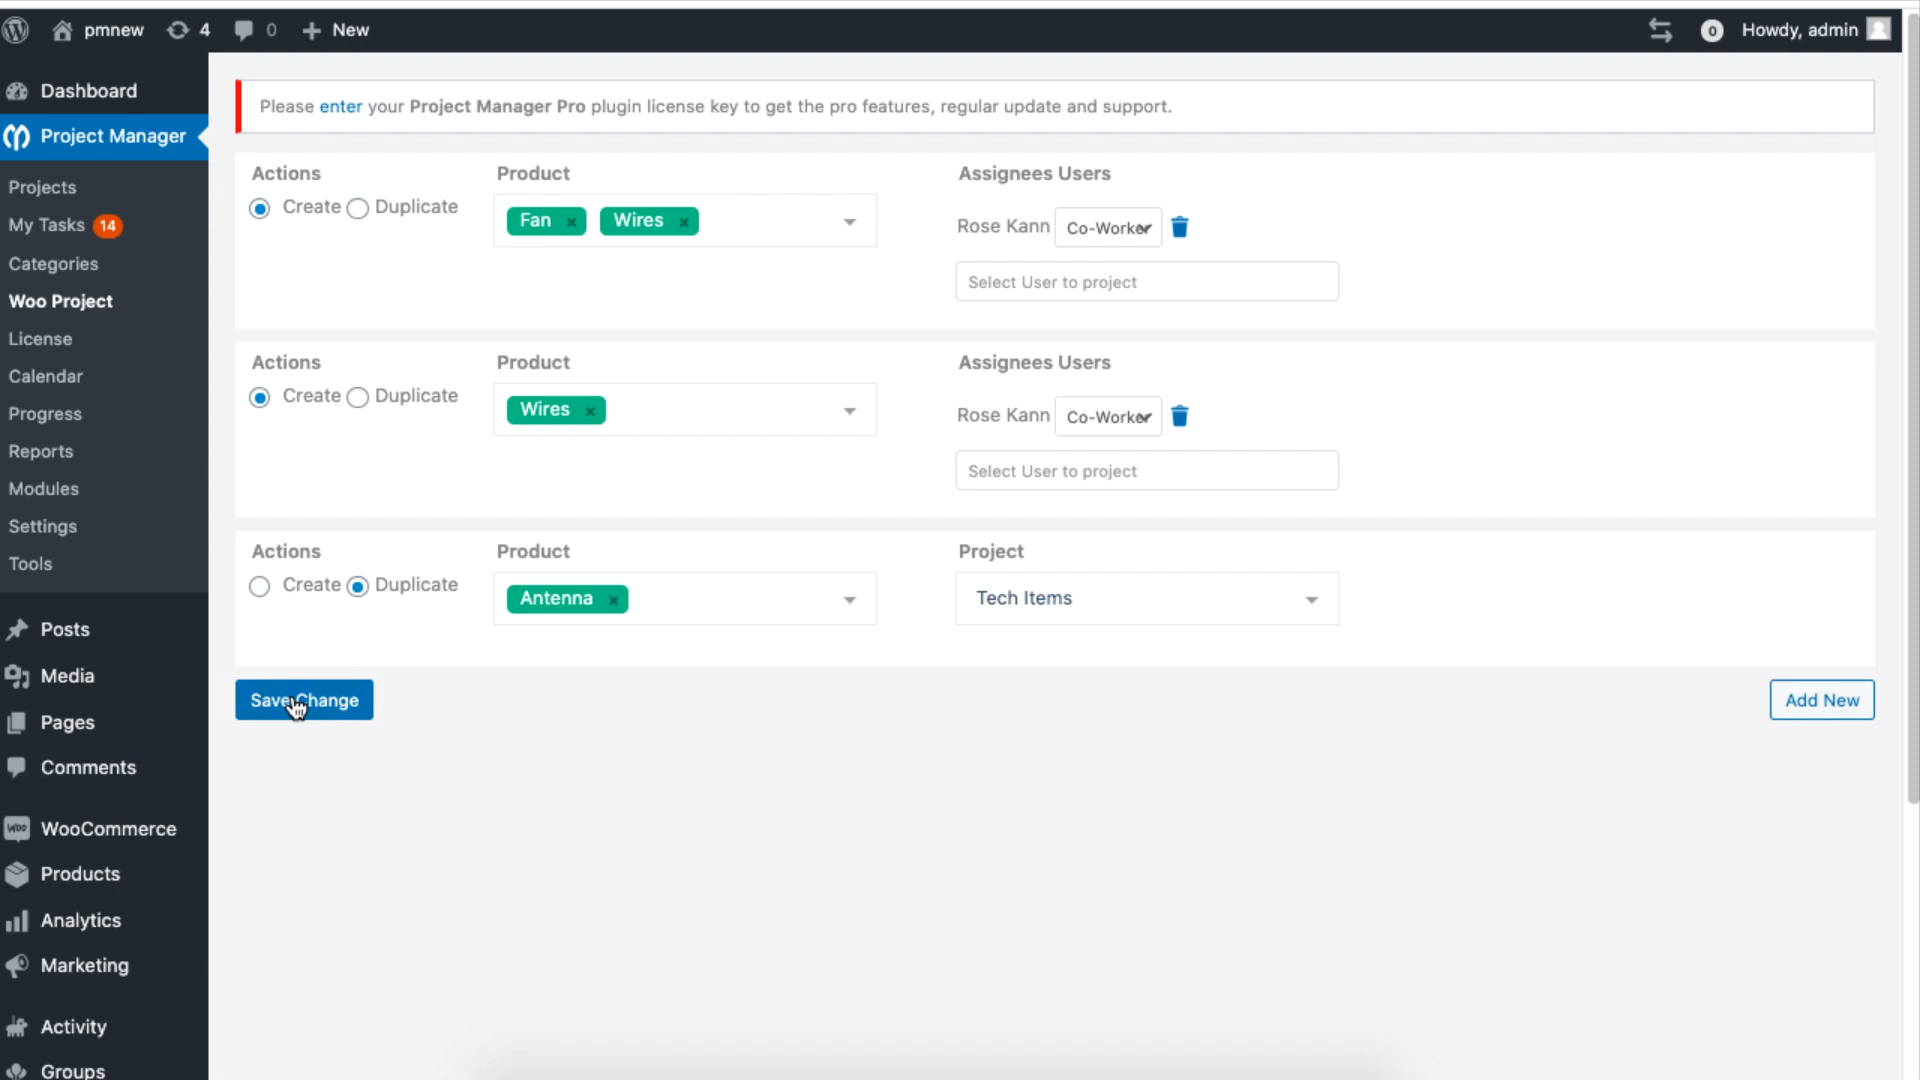 pmnew 4 0 New 0 Howdy, admin
Dashboard
Project Manager
Projects
My Tasks 14
Categories
Woo Project
License
Calendar
Progress
Reports
Modules
Settings
Tools
Posts
Media
Pages
Comments
WooCommerce
Products
Analytics
Marketing
Activity
Groups
Please enter your Project Manager Pro plugin license key to get the pro features, regular update and support.
Actions Product Assignees Users
Create Duplicate Fan × Wires × Rose Kann Co-Worker
Select User to project
Actions Product Assignees Users
Create Duplicate Wires × Rose Kann Co-Worker
Select User to project
Actions Product Project
Create Duplicate Antenna × Tech Items
Save Change Add New